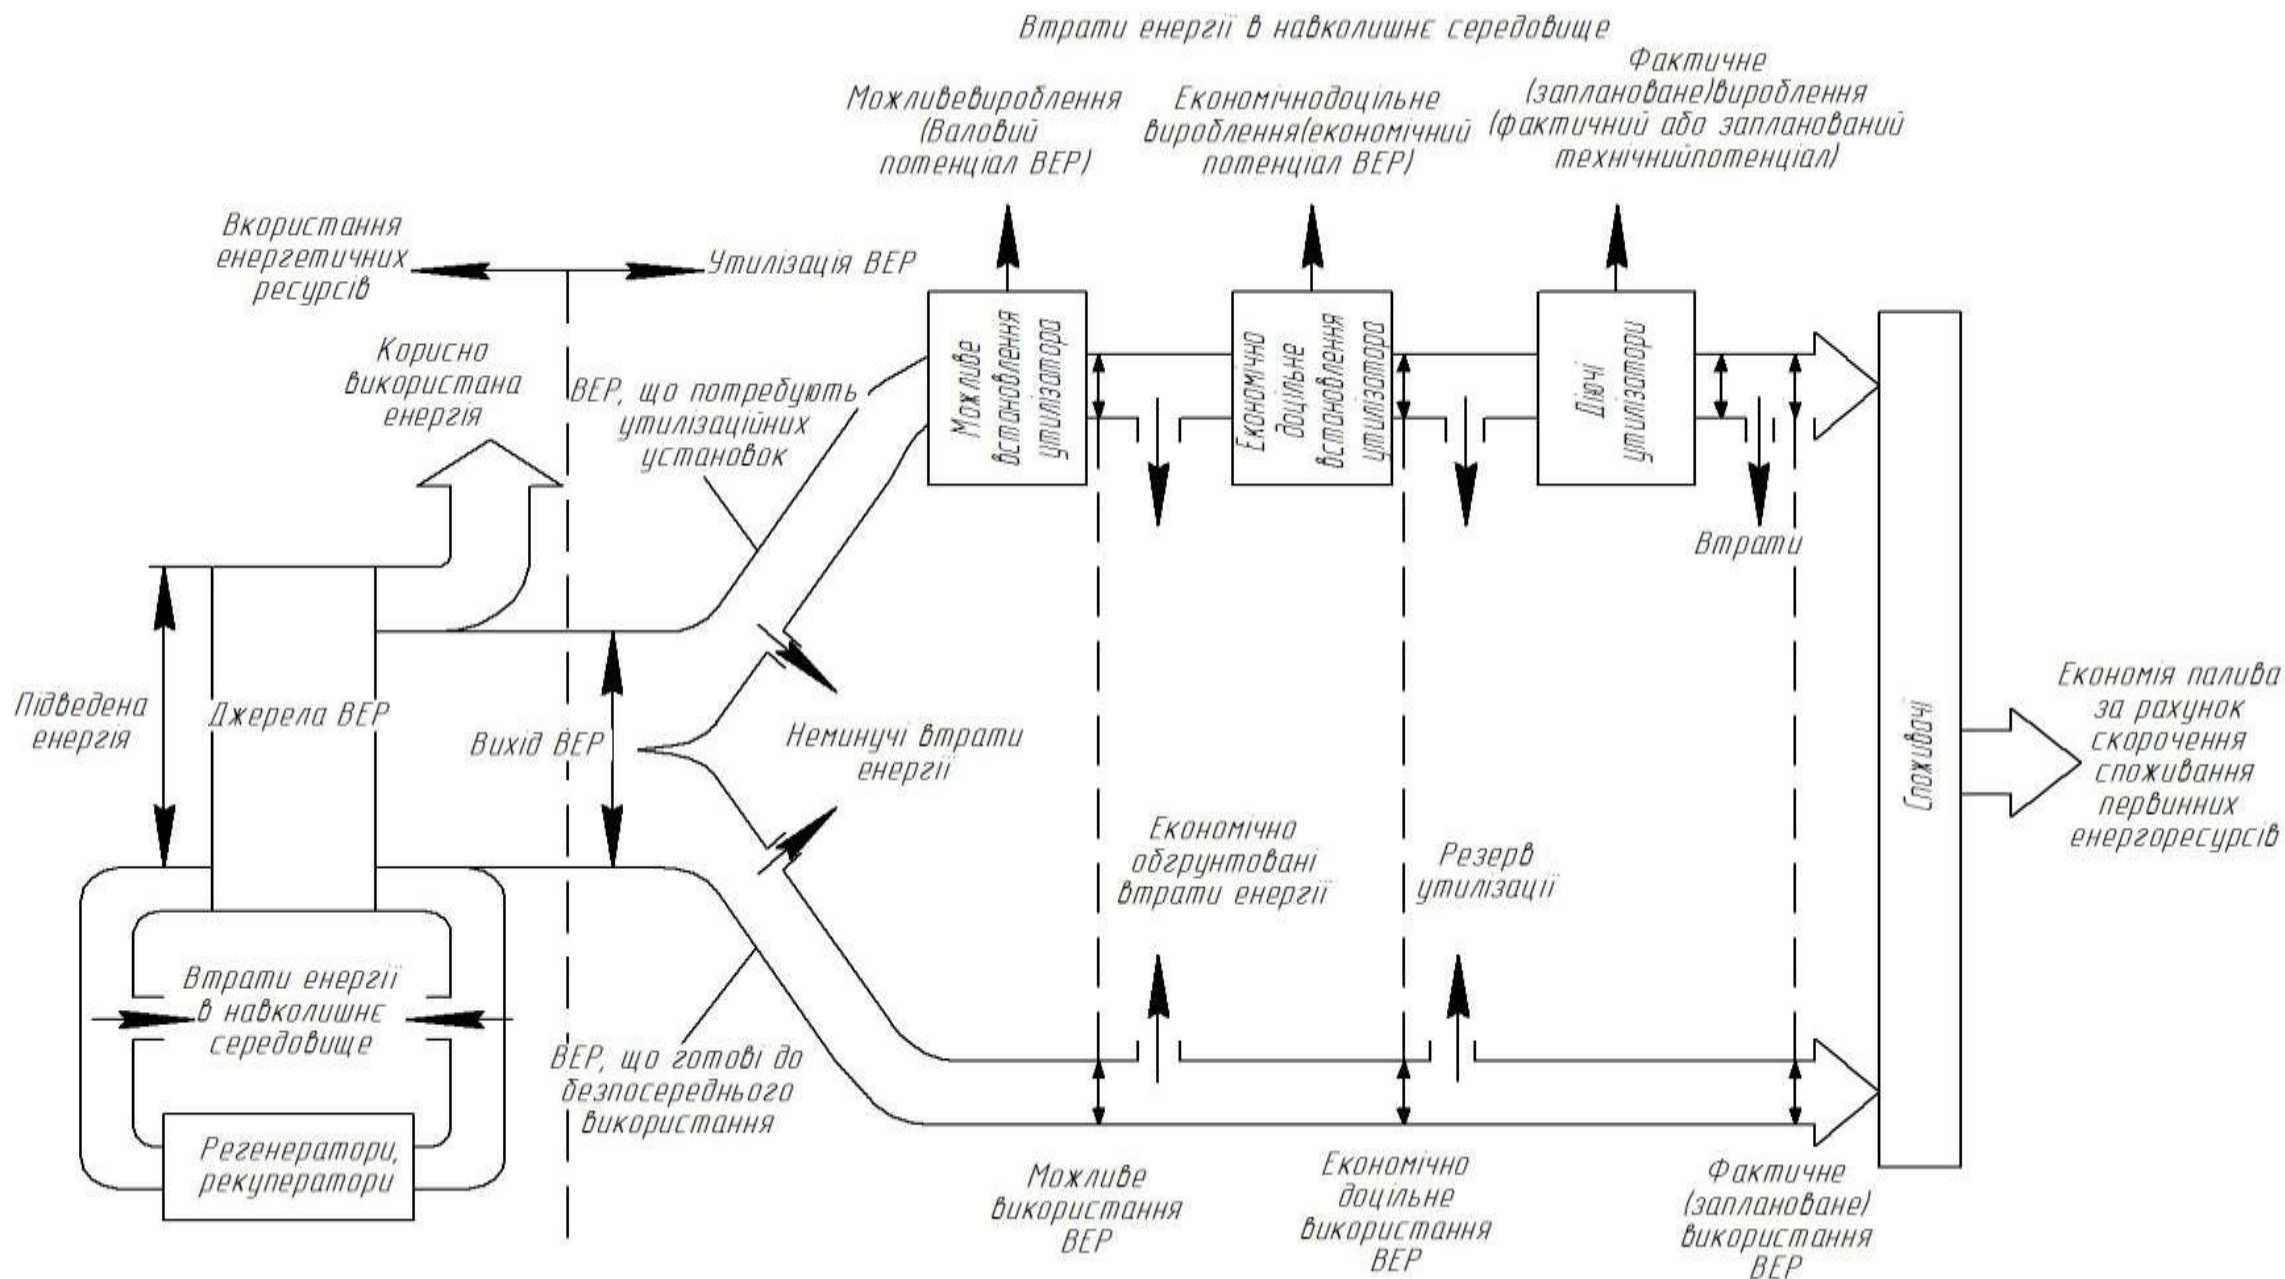 Втрати енергії в навколишнє середовище
Можливевироблення
(Валовий
потенціал ВЕР)
Економічнодоцільне
вироблення(економічний
потенціал ВЕР)
Фактичне
(заплановане)вироблення
(фактичний або запланований
технічнийпотенціал)
Вкористання
енергетичних
ресурсів
Утилізація ВЕР
Корисно
використана
енергія
ВЕР, що потребують
утилізаційних
установок
Можливе
встановлення
утилізатора
Економічно
доцільне
встановлення
утилізатора
Діючі
утилізатори
Втрати
Підведена
енергія
Джерела ВЕР
Вихід ВЕР
Неминучі втрати
енергії
Економічно
обгрунтовані
втрати енергії
Резерв
утилізації
Споживачі
Економія палива
за рахунок
скорочення
споживання
первинних
енергоресурсів
Втрати енергії
в навколишнє
середовище
ВЕР, що готові до
безпосереднього
використання
Регенератори,
рекуператори
Можливе
використання
ВЕР
Економічно
доцільне
використання
ВЕР
Фактичне
(заплановане)
використання
ВЕР